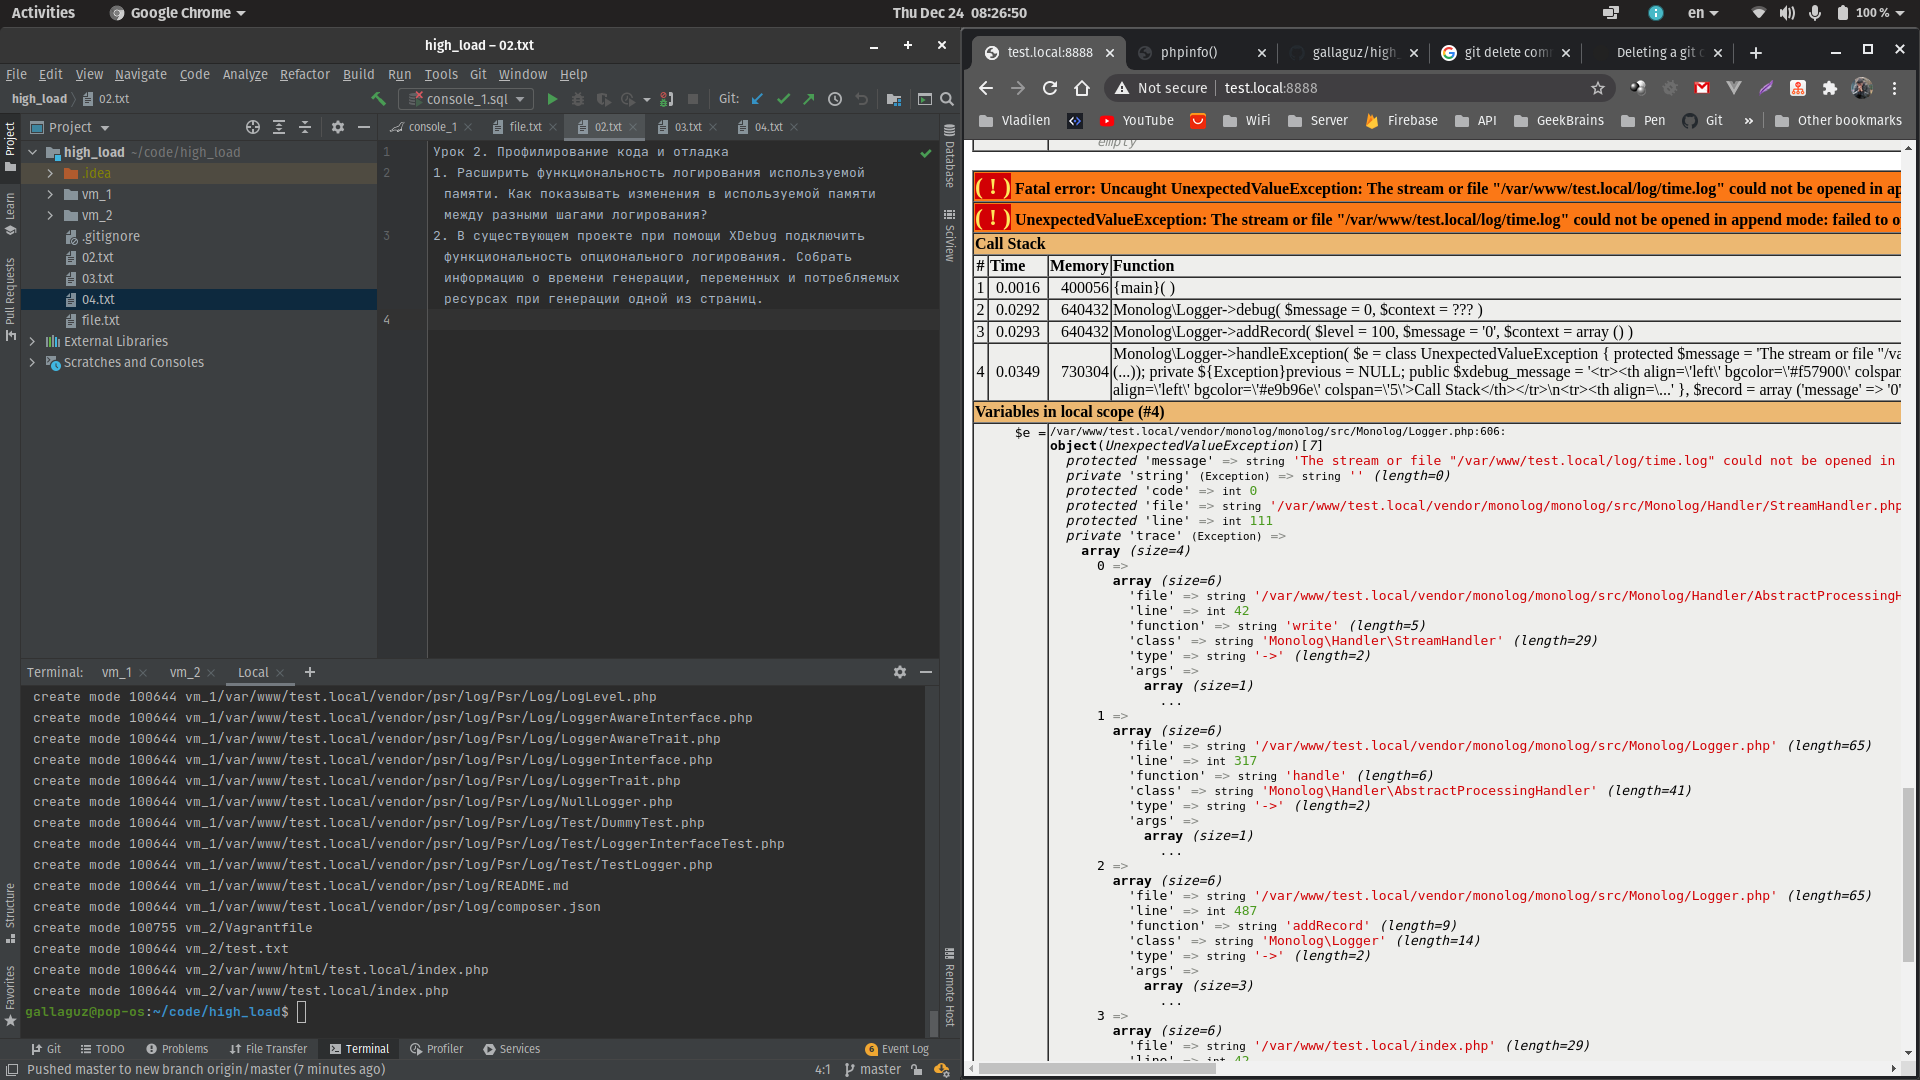 Activities
Google Chrome
Thu Dec 24 08:26:50
en
100 %
high_load – 02.txt
File Edit View Navigate Code Analyze Refactor Build Run Tools Git Window Help
high_load 02.txt
console_1.sql
Git:
Project
console_1 file.txt 02.txt 03.txt 04.txt
high_load ~/code/high_load
.idea
vm_1
vm_2
.gitignore
02.txt
03.txt
04.txt
file.txt
External Libraries
Scratches and Consoles
Project
Learn
Pull Requests
Structure
Favorites
Database
SciView
Remote Host
1 Урок 2. Профилирование кода и отладка
2 1. Расширить функциональность логирования используемой
памяти. Как показывать изменения в используемой памяти
между разными шагами логирования?
3 2. В существующем проекте при помощи XDebug подключить
функциональность опционального логирования. Собрать
информацию о времени генерации, переменных и потребляемых
ресурсах при генерации одной из страниц.
4
Terminal: vm_1 vm_2 Local
create mode 100644 vm_1/var/www/test.local/vendor/psr/log/Psr/Log/LogLevel.php
create mode 100644 vm_1/var/www/test.local/vendor/psr/log/Psr/Log/LoggerAwareInterface.php
create mode 100644 vm_1/var/www/test.local/vendor/psr/log/Psr/Log/LoggerAwareTrait.php
create mode 100644 vm_1/var/www/test.local/vendor/psr/log/Psr/Log/LoggerInterface.php
create mode 100644 vm_1/var/www/test.local/vendor/psr/log/Psr/Log/LoggerTrait.php
create mode 100644 vm_1/var/www/test.local/vendor/psr/log/Psr/Log/NullLogger.php
create mode 100644 vm_1/var/www/test.local/vendor/psr/log/Psr/Log/Test/DummyTest.php
create mode 100644 vm_1/var/www/test.local/vendor/psr/log/Psr/Log/Test/LoggerInterfaceTest.php
create mode 100644 vm_1/var/www/test.local/vendor/psr/log/Psr/Log/Test/TestLogger.php
create mode 100644 vm_1/var/www/test.local/vendor/psr/log/README.md
create mode 100644 vm_1/var/www/test.local/vendor/psr/log/composer.json
create mode 100755 vm_2/Vagrantfile
create mode 100644 vm_2/test.txt
create mode 100644 vm_2/var/www/html/test.local/index.php
create mode 100644 vm_2/var/www/test.local/index.php
gallaguz@pop-os:~/code/high_load$
Git TODO Problems File Transfer Terminal Profiler Services 6 Event Log
Pushed master to new branch origin/master (7 minutes ago) 4:1 master
test.local:8888 phpinfo() gallaguz/high_ git delete com Deleting a git c
Not secure test.local:8888
Vladilen YouTube WiFi Server Firebase API GeekBrains Pen Git » Other bookmarks
empty
( ! ) Fatal error: Uncaught UnexpectedValueException: The stream or file "/var/www/test.local/log/time.log" could not be opened in ap
( ! ) UnexpectedValueException: The stream or file "/var/www/test.local/log/time.log" could not be opened in append mode: failed to o
Call Stack
# Time Memory Function
1 0.0016 400056 {main}( )
2 0.0292 640432 Monolog\Logger->debug( $message = 0, $context = ??? )
3 0.0293 640432 Monolog\Logger->addRecord( $level = 100, $message = '0', $context = array () )
4 0.0349 730304 Monolog\Logger->handleException( $e = class UnexpectedValueException { protected $message = 'The stream or file "/va
(...)); private ${Exception}previous = NULL; public $xdebug_message = '<tr><th align=\'left\' bgcolor=\'#f57900\' colspan
align=\'left\' bgcolor=\'#e9b96e\' colspan=\'5\'>Call Stack</th></tr>\n<tr><th align=\...' }, $record = array ('message' => '0'
Variables in local scope (#4)
$e = /var/www/test.local/vendor/monolog/monolog/src/Monolog/Logger.php:606:
object(UnexpectedValueException)[7]
protected 'message' => string 'The stream or file "/var/www/test.local/log/time.log" could not be opened in
private 'string' (Exception) => string '' (length=0)
protected 'code' => int 0
protected 'file' => string '/var/www/test.local/vendor/monolog/monolog/src/Monolog/Handler/StreamHandler.php
protected 'line' => int 111
private 'trace' (Exception) =>
array (size=4)
0 =>
array (size=6)
'file' => string '/var/www/test.local/vendor/monolog/monolog/src/Monolog/Handler/AbstractProcessingH
'line' => int 42
'function' => string 'write' (length=5)
'class' => string 'Monolog\Handler\StreamHandler' (length=29)
'type' => string '->' (length=2)
'args' =>
array (size=1)
...
1 =>
array (size=6)
'file' => string '/var/www/test.local/vendor/monolog/monolog/src/Monolog/Logger.php' (length=65)
'line' => int 317
'function' => string 'handle' (length=6)
'class' => string 'Monolog\Handler\AbstractProcessingHandler' (length=41)
'type' => string '->' (length=2)
'args' =>
array (size=1)
...
2 =>
array (size=6)
'file' => string '/var/www/test.local/vendor/monolog/monolog/src/Monolog/Logger.php' (length=65)
'line' => int 487
'function' => string 'addRecord' (length=9)
'class' => string 'Monolog\Logger' (length=14)
'type' => string '->' (length=2)
'args' =>
array (size=3)
...
3 =>
array (size=6)
'file' => string '/var/www/test.local/index.php' (length=29)
'line' => int 42